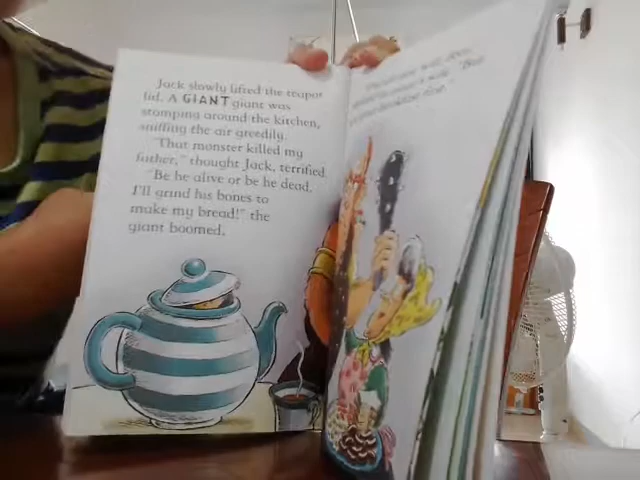 Jack slowly lifted the teapot
lid. A GIANT giant was
stomping around the kitchen,
sniffing the air greedily.
"That monster killed my
father," thought Jack, terrified.
"Be he alive or be he dead,
I'll grind his bones to
make my bread!" the
giant boomed.